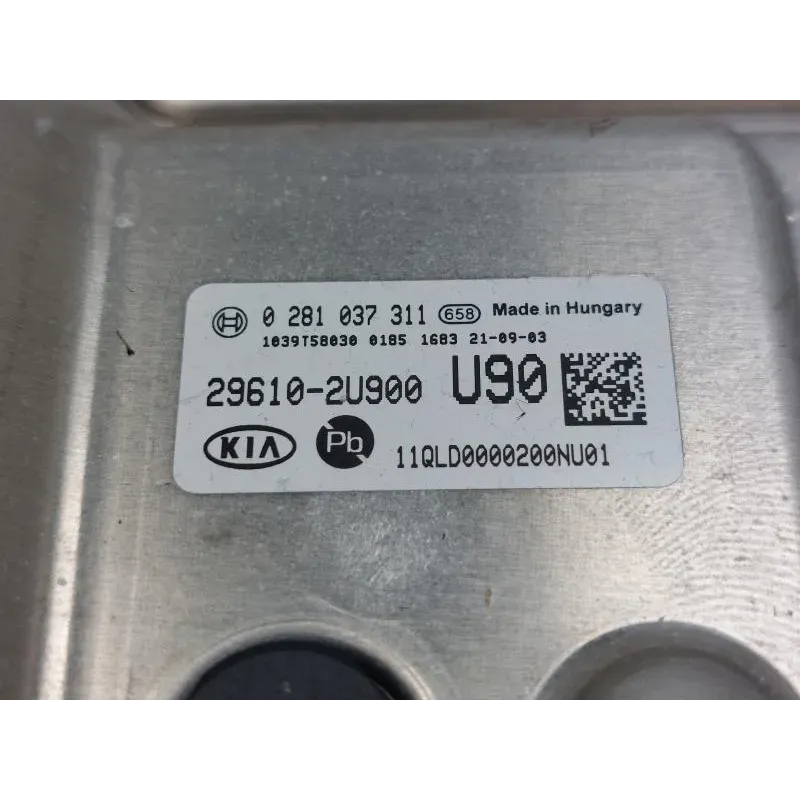 0 281 037 311 658 Made in Hungary
1039T58030 0185 1683 21-09-03
29610-2U900 U90
KIA Pb 11QLD0000200NU01